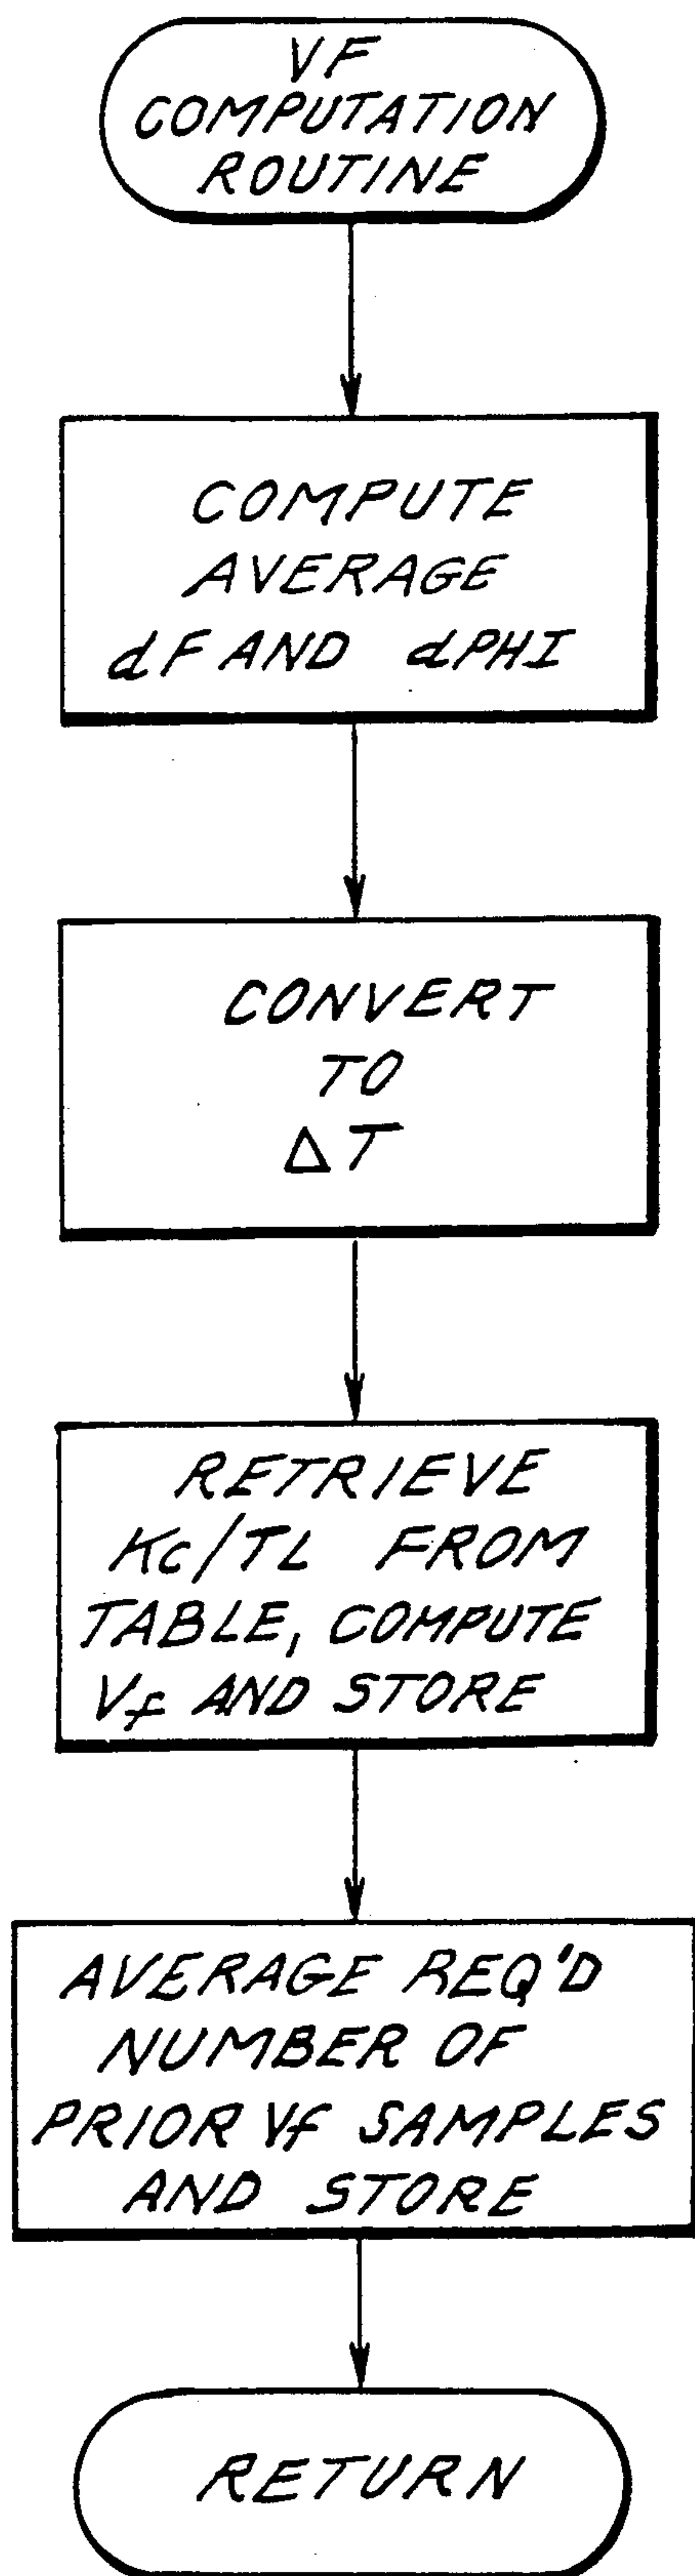 VF
COMPUTATION
ROUTINE
COMPUTE
AVERAGE
dF AND dPHI
CONVERT
TO
ΔT
RETRIEVE
Kc/TL FROM
TABLE, COMPUTE
Vf AND STORE
AVERAGE REQ'D
NUMBER OF
PRIOR Vf SAMPLES
AND STORE
RETURN